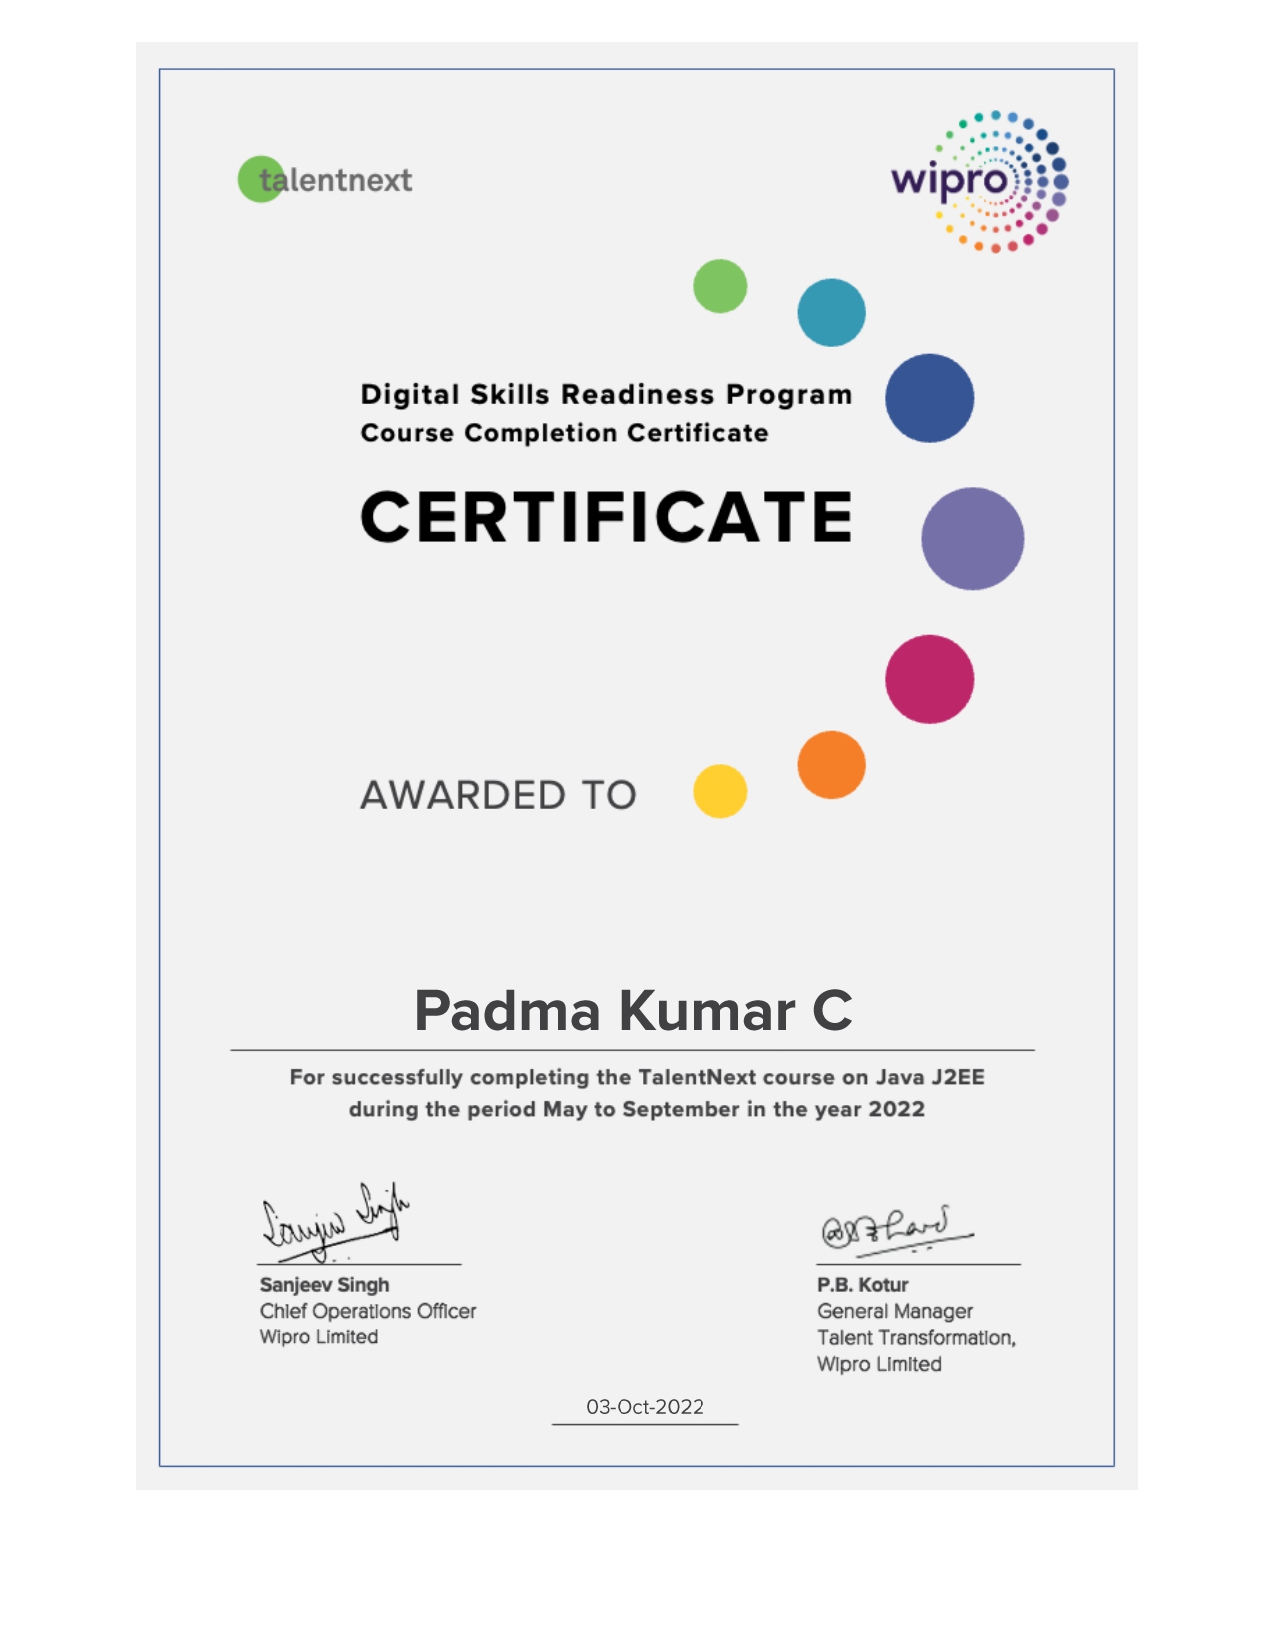 talentnext
wipro
Digital Skills Readiness Program
Course Completion Certificate
CERTIFICATE
AWARDED TO
Padma Kumar C
For successfully completing the TalentNext course on Java J2EE
during the period May to September in the year 2022
Sanjeev Singh
Sanjeev Singh
Chief Operations Officer
Wipro Limited
P.B. Kotur
General Manager
Talent Transformation,
Wipro Limited
03-Oct-2022